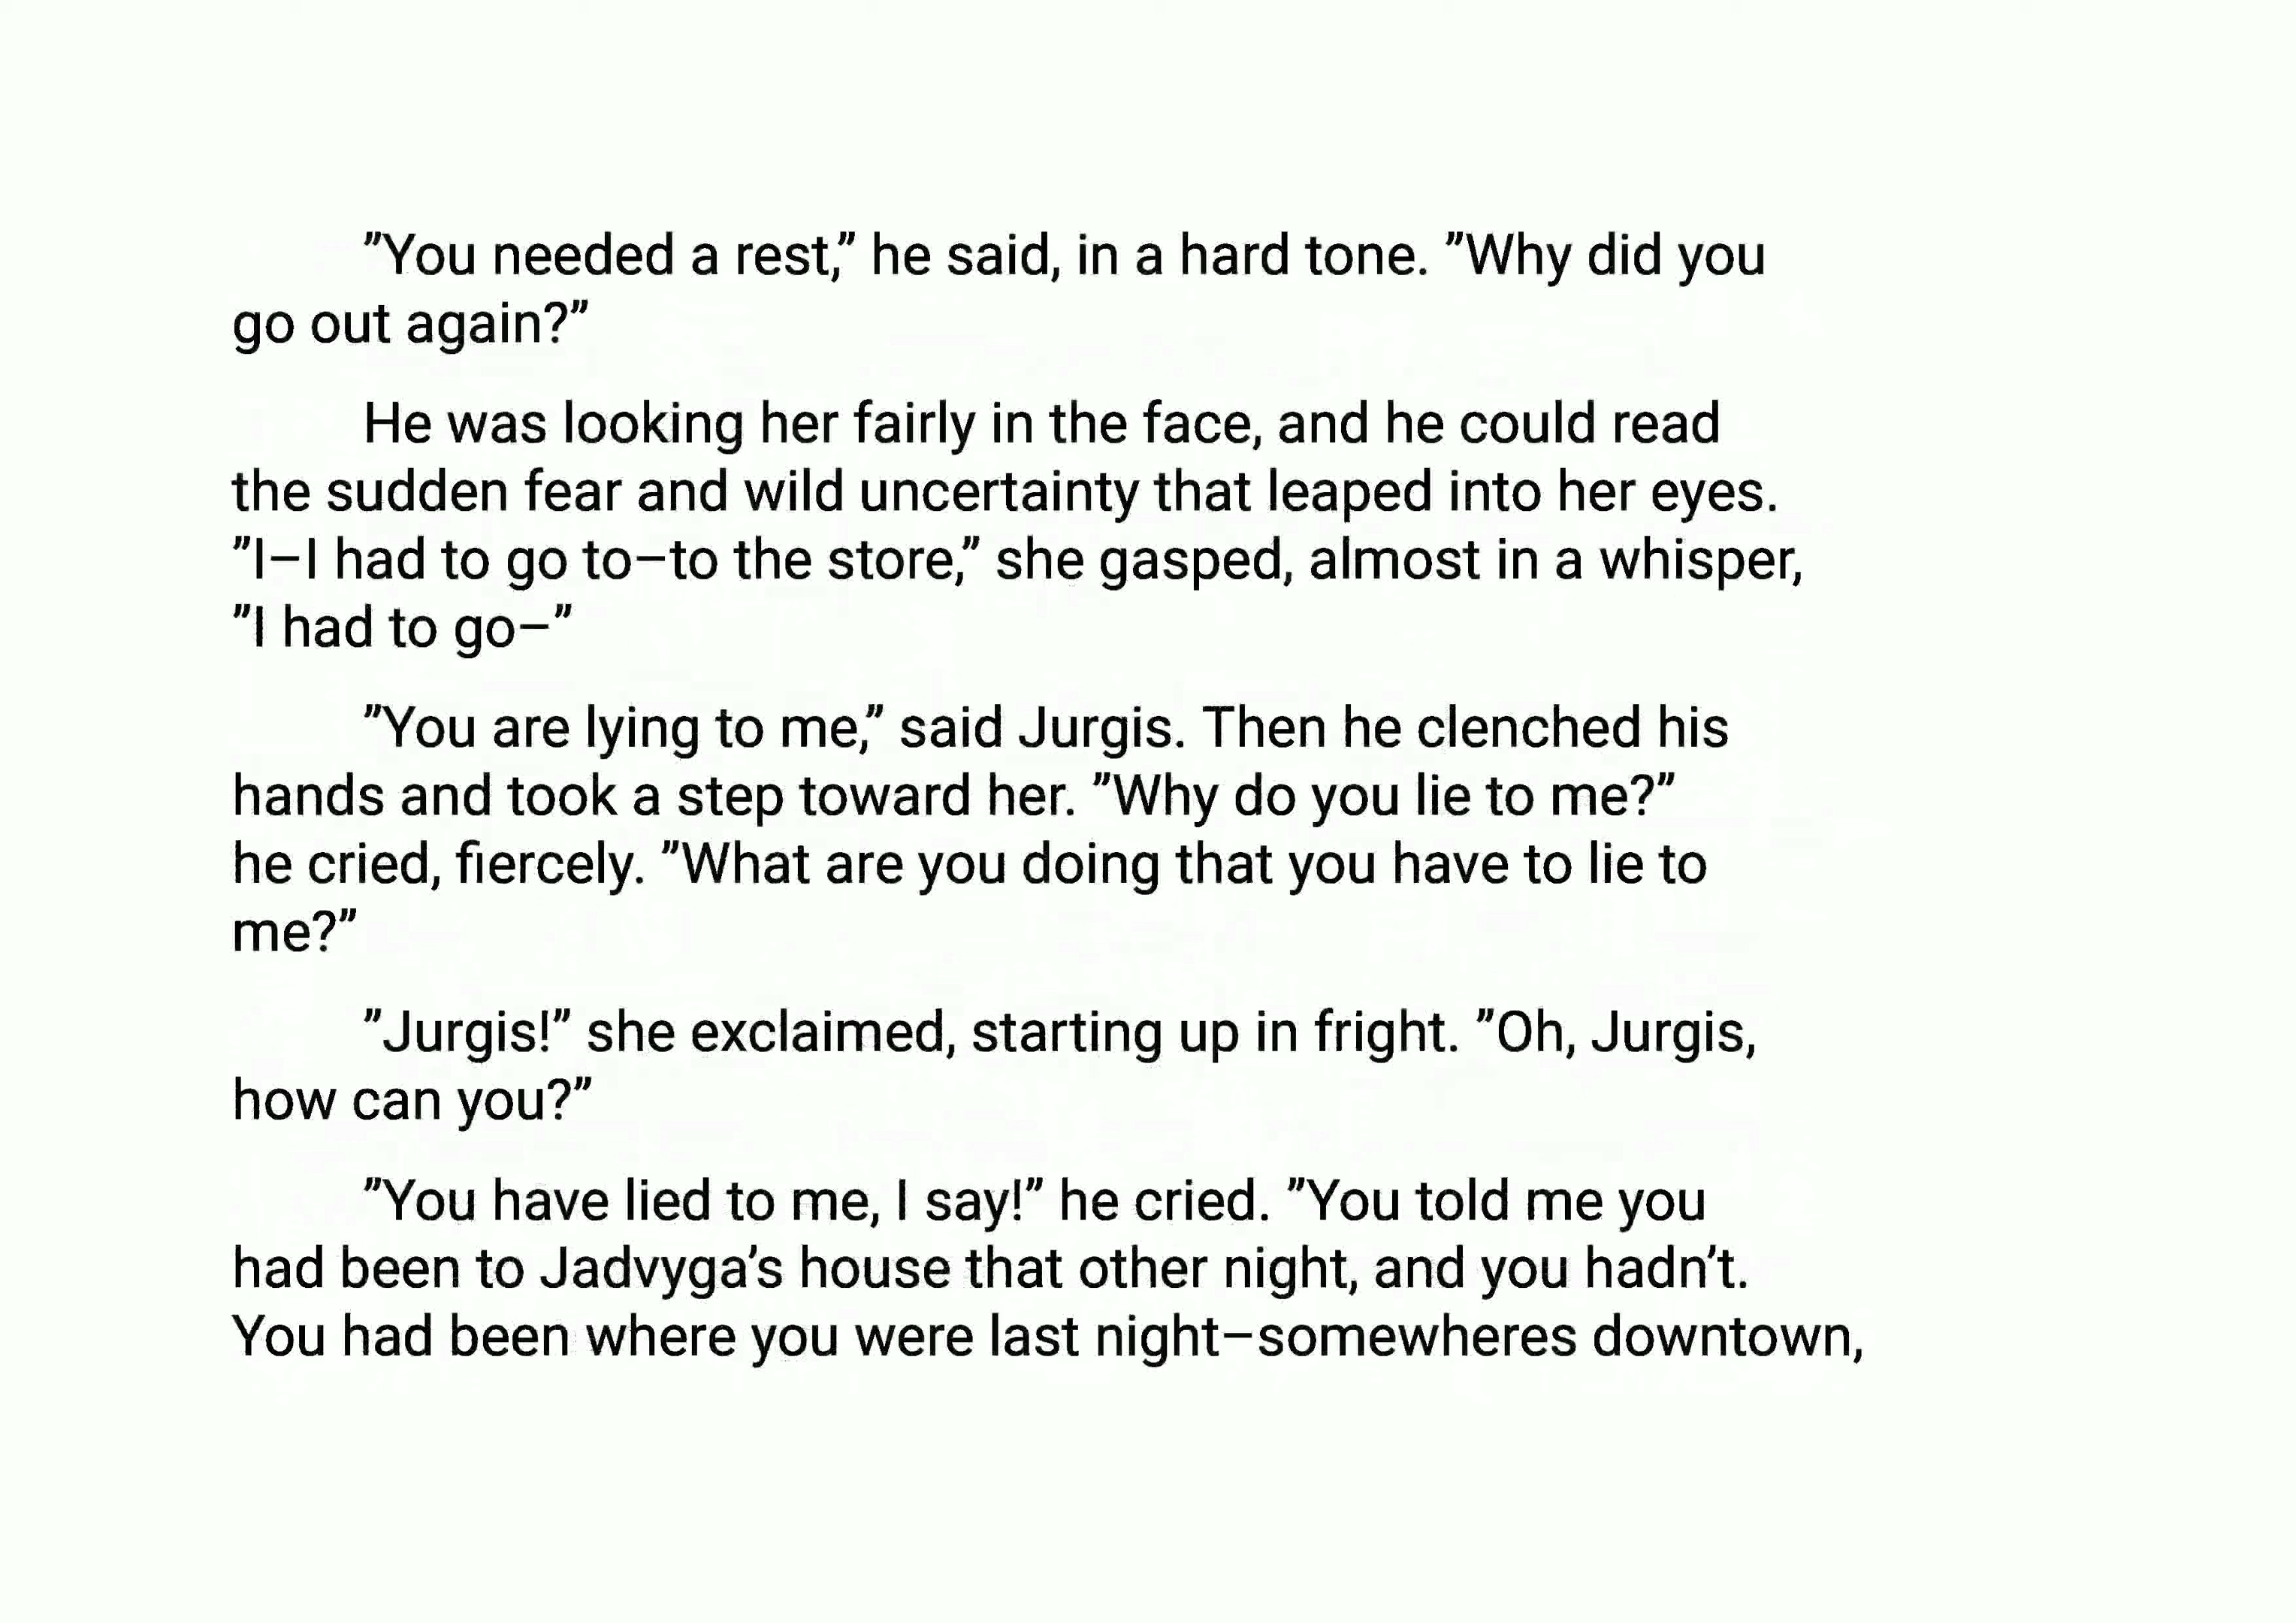 ”You needed a rest,” he said, in a hard tone. ”Why did you
go out again?”
He was looking her fairly in the face, and he could read
the sudden fear and wild uncertainty that leaped into her eyes.
”I–I had to go to–to the store,” she gasped, almost in a whisper,
”I had to go–”
”You are lying to me,” said Jurgis. Then he clenched his
hands and took a step toward her. ”Why do you lie to me?”
he cried, fiercely. ”What are you doing that you have to lie to
me?”
”Jurgis!” she exclaimed, starting up in fright. ”Oh, Jurgis,
how can you?”
”You have lied to me, I say!” he cried. ”You told me you
had been to Jadvyga’s house that other night, and you hadn’t.
You had been where you were last night–somewheres downtown,